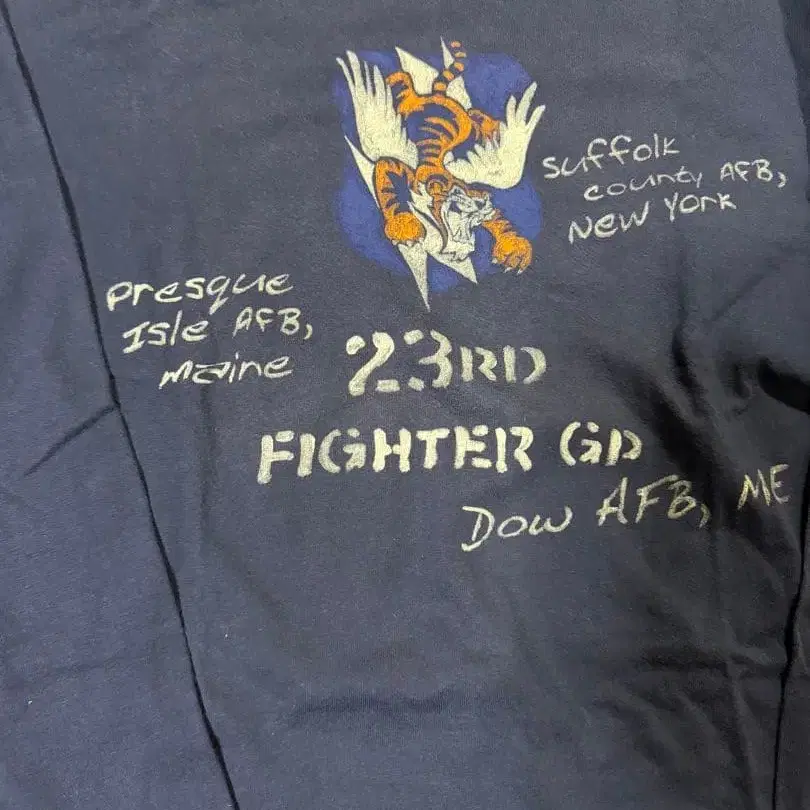 suffolk
county AFB,
New York
presque
Isle AFB,
maine
23RD
FIGHTER GP
Dow AFB, ME